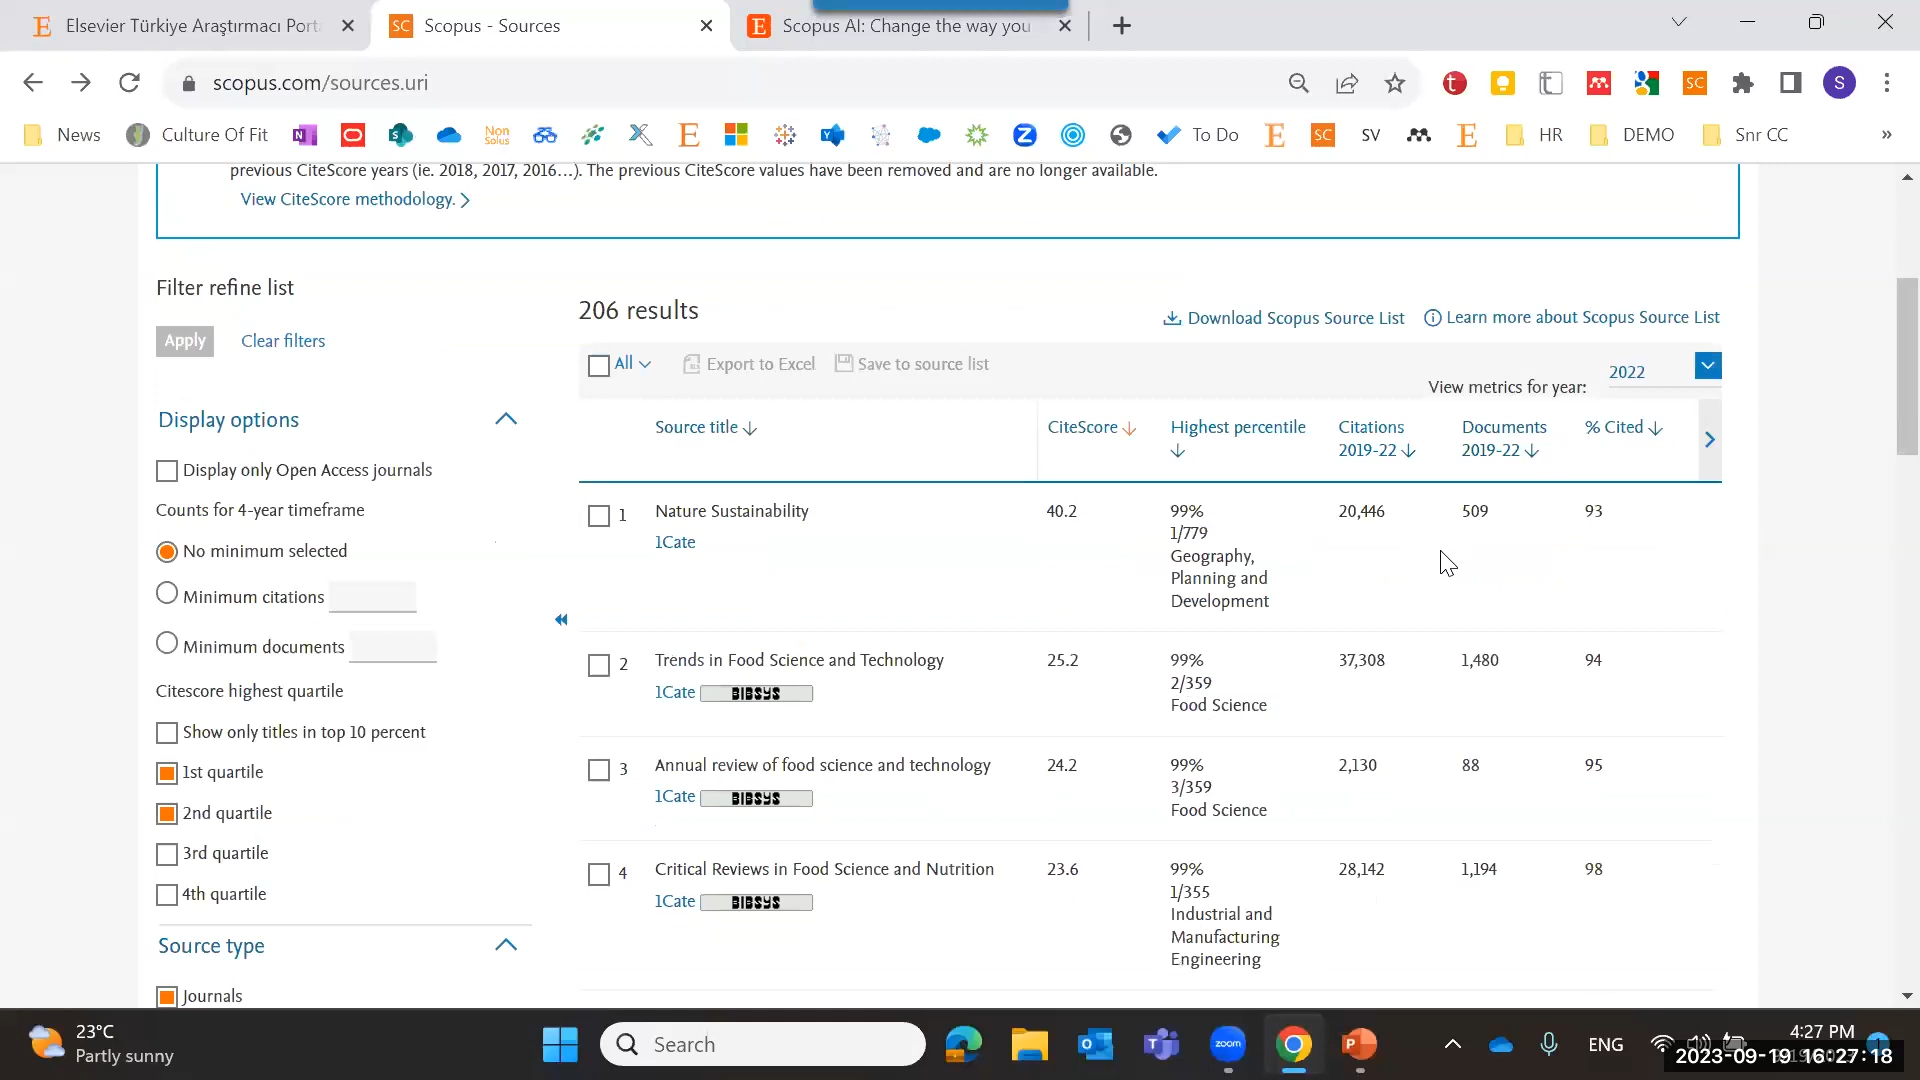 Elsevier Türkiye Araştırmacı Port
Scopus - Sources
Scopus AI: Change the way you
scopus.com/sources.uri
S
News
Culture Of Fit
Non Solus
To Do
SC
SV
HR
DEMO
Snr CC
previous CiteScore years (ie. 2018, 2017, 2016...). The previous CiteScore values have been removed and are no longer available.
View CiteScore methodology.
Filter refine list
206 results
Download Scopus Source List
Learn more about Scopus Source List
Apply
Clear filters
All
Export to Excel
Save to source list
View metrics for year:
2022
Display options
Source title
CiteScore
Highest percentile
Citations 2019-22
Documents 2019-22
% Cited
Display only Open Access journals
Counts for 4-year timeframe
No minimum selected
Minimum citations
Minimum documents
Citescore highest quartile
Show only titles in top 10 percent
1st quartile
2nd quartile
3rd quartile
4th quartile
Source type
Journals
1 Nature Sustainability 40.2 99% 20,446 509 93
1Cate 1/779
Geography,
Planning and
Development
2 Trends in Food Science and Technology 25.2 99% 37,308 1,480 94
1Cate BIBSYS 2/359
Food Science
3 Annual review of food science and technology 24.2 99% 2,130 88 95
1Cate BIBSYS 3/359
Food Science
4 Critical Reviews in Food Science and Nutrition 23.6 99% 28,142 1,194 98
1Cate BIBSYS 1/355
Industrial and
Manufacturing
Engineering
23°C
Partly sunny
Search
zoom
ENG
4:27 PM
2023-09-19 16:27:18